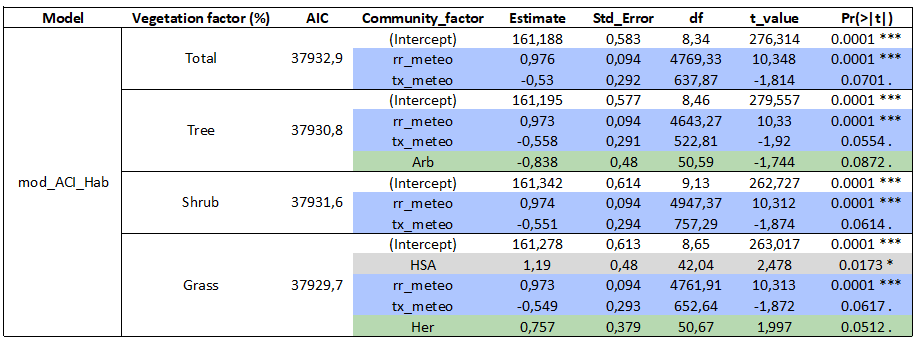 Model Vegetation factor (%) AIC Community_factor Estimate Std_Error df t_value Pr(>|t|)
mod_ACI_Hab
Total 37932,9
(Intercept) 161,188 0,583 8,34 276,314 0.0001 ***
rr_meteo 0,976 0,094 4769,33 10,348 0.0001 ***
tx_meteo -0,53 0,292 637,87 -1,814 0.0701 .
Tree 37930,8
(Intercept) 161,195 0,577 8,46 279,557 0.0001 ***
rr_meteo 0,973 0,094 4643,27 10,33 0.0001 ***
tx_meteo -0,558 0,291 522,81 -1,92 0.0554 .
Arb -0,838 0,48 50,59 -1,744 0.0872 .
Shrub 37931,6
(Intercept) 161,342 0,614 9,13 262,727 0.0001 ***
rr_meteo 0,974 0,094 4947,37 10,312 0.0001 ***
tx_meteo -0,551 0,294 757,29 -1,874 0.0614 .
Grass 37929,7
(Intercept) 161,278 0,613 8,65 263,017 0.0001 ***
HSA 1,19 0,48 42,04 2,478 0.0173 *
rr_meteo 0,973 0,094 4761,91 10,313 0.0001 ***
tx_meteo -0,549 0,293 652,64 -1,872 0.0617 .
Her 0,757 0,379 50,67 1,997 0.0512 .